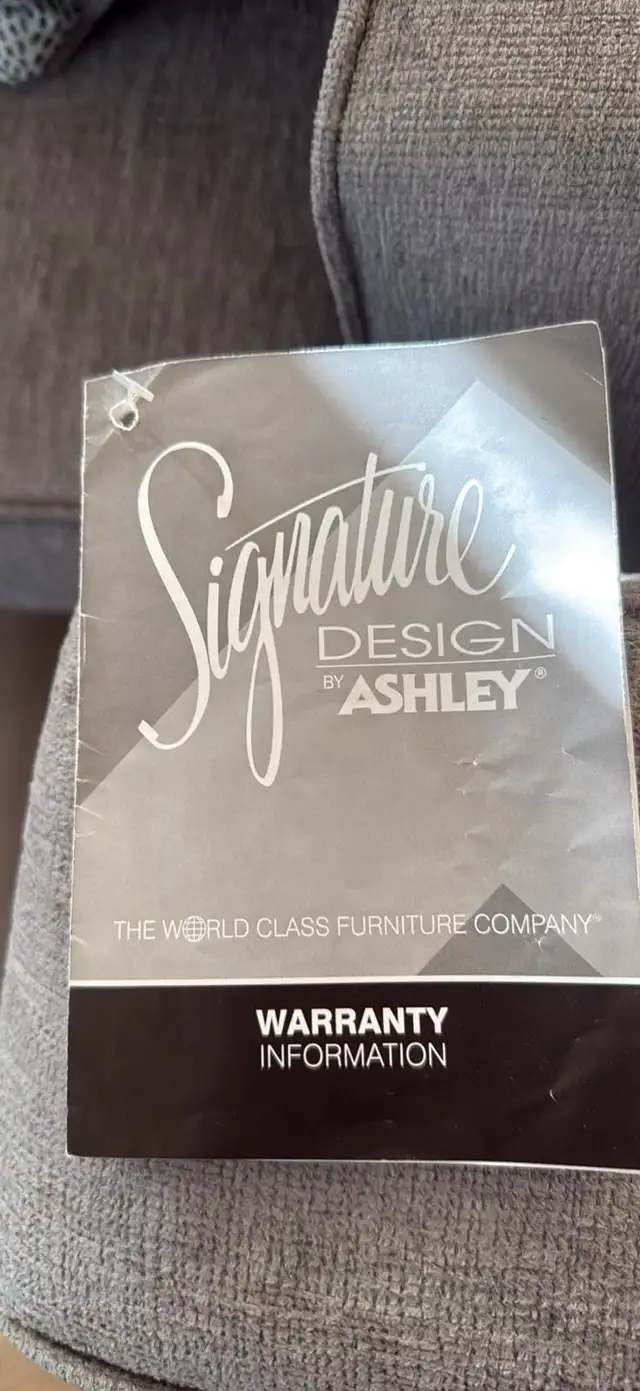 Signature
DESIGN
BY ASHLEY®
THE WORLD CLASS FURNITURE COMPANY®
WARRANTY
INFORMATION